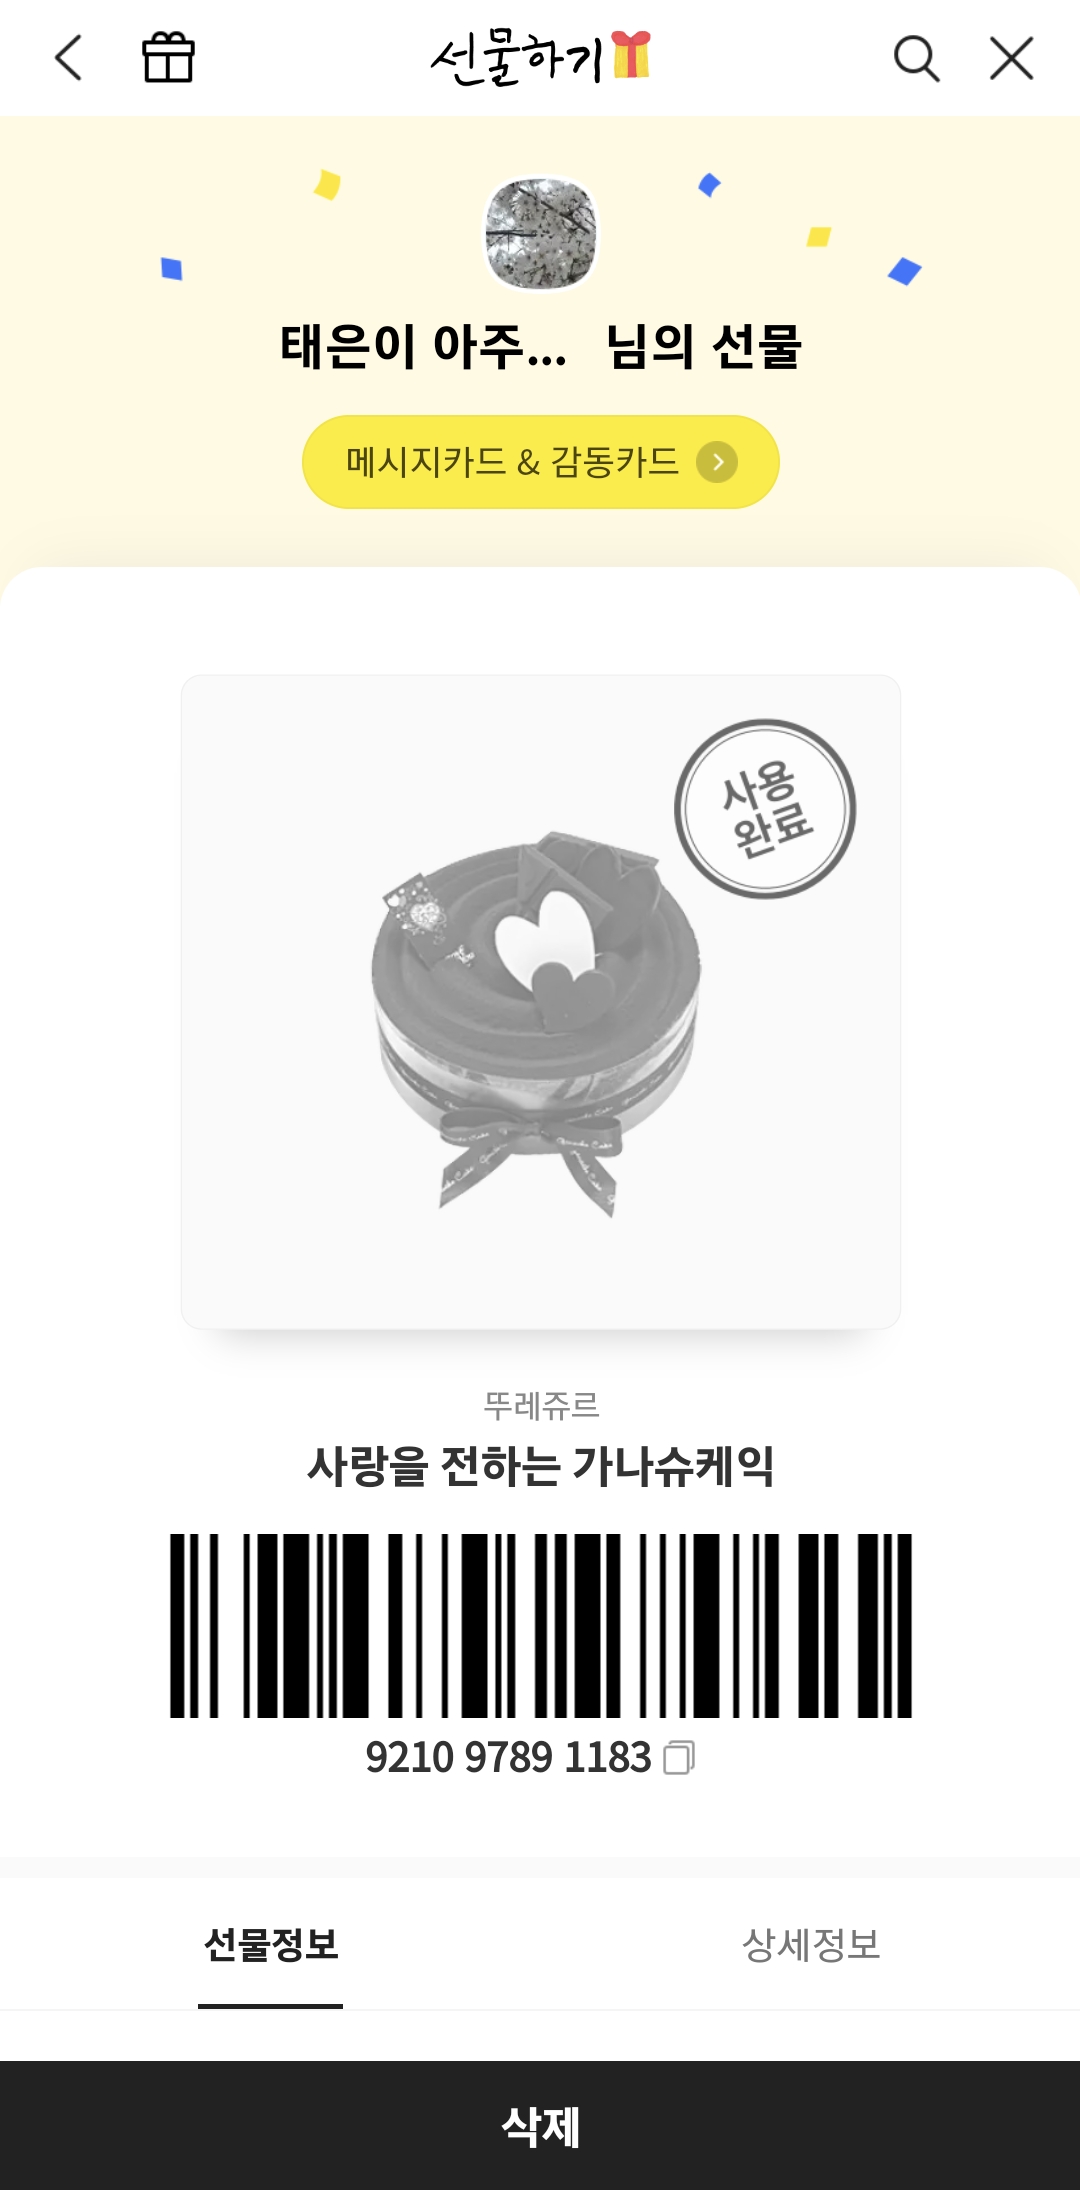 선물하기
태은이 아주... 님의 선물
메시지카드 & 감동카드
사용
완료
뚜레쥬르
사랑을 전하는 가나슈케익
9210 9789 1183
선물정보
상세정보
삭제